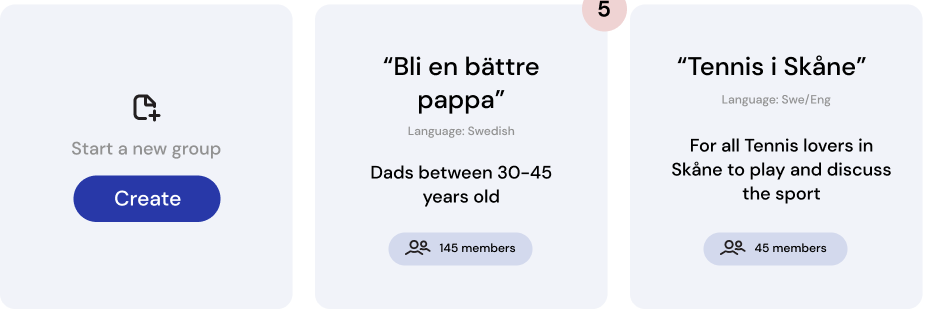 Start a new group
Create
5
“Bli en bättre
pappa”
Language: Swedish
Dads between 30-45
years old
145 members
“Tennis i Skåne”
Language: Swe/Eng
For all Tennis lovers in
Skåne to play and discuss
the sport
45 members